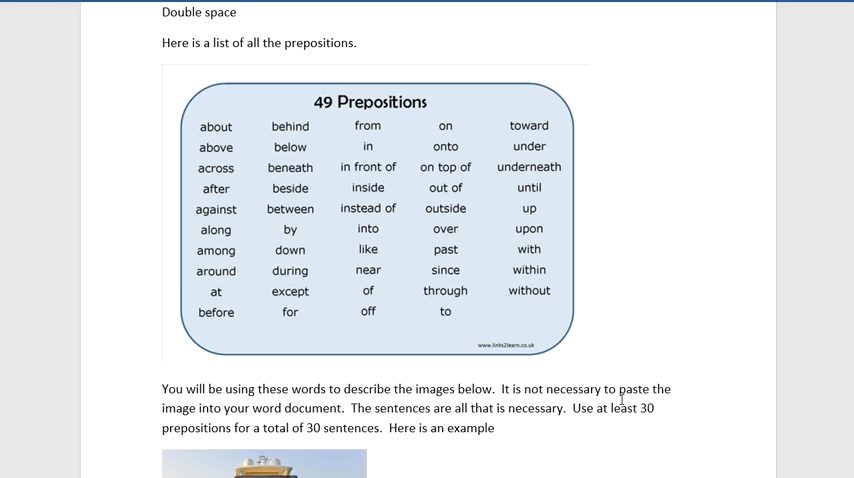 Double space
Here is a list of all the prepositions.
49 Prepositions
about behind from on toward
above below in onto under
across beneath in front of on top of underneath
after beside inside out of until
against between instead of outside up
along by into over upon
among down like past with
around during near since within
at except of through without
before for off to
www.links2learn.co.uk
You will be using these words to describe the images below.  It is not necessary to paste the
image into your word document.  The sentences are all that is necessary.  Use at least 30
prepositions for a total of 30 sentences.  Here is an example